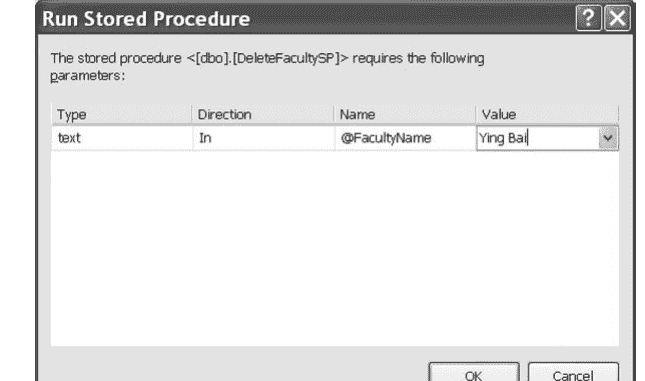 Run Stored Procedure
The stored procedure <[dbo].[DeleteFacultySP]> requires the following
parameters:
Type Direction Name Value
text In @FacultyName Ying Bai
OK Cancel